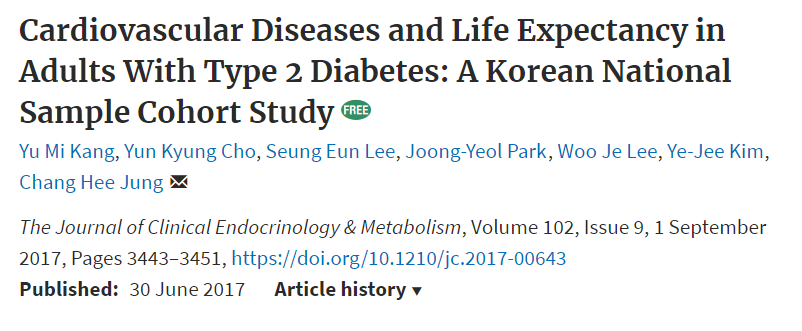 Cardiovascular Diseases and Life Expectancy in
Adults With Type 2 Diabetes: A Korean National
Sample Cohort Study FREE
Yu Mi Kang, Yun Kyung Cho, Seung Eun Lee, Joong-Yeol Park, Woo Je Lee, Ye-Jee Kim,
Chang Hee Jung
The Journal of Clinical Endocrinology & Metabolism, Volume 102, Issue 9, 1 September
2017, Pages 3443–3451, https://doi.org/10.1210/jc.2017-00643
Published: 30 June 2017 Article history ▼